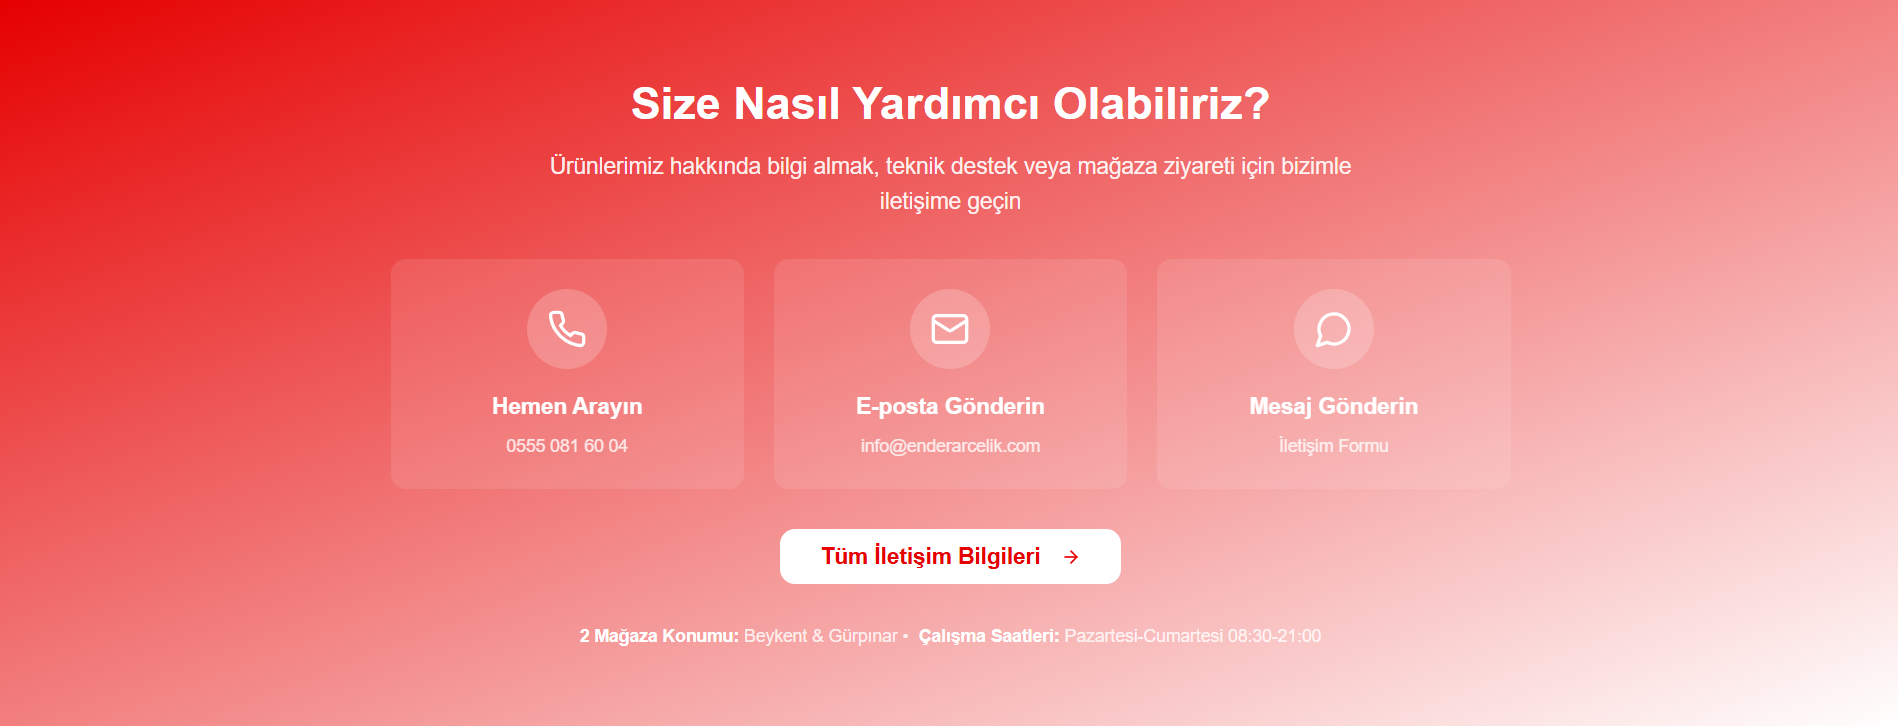 Size Nasıl Yardımcı Olabiliriz?
Ürünlerimiz hakkında bilgi almak, teknik destek veya mağaza ziyareti için bizimle
iletişime geçin
Hemen Arayın
0555 081 60 04
E-posta Gönderin
info@enderarcelik.com
Mesaj Gönderin
İletişim Formu
Tüm İletişim Bilgileri
2 Mağaza Konumu: Beykent & Gürpınar • Çalışma Saatleri: Pazartesi-Cumartesi 08:30-21:00